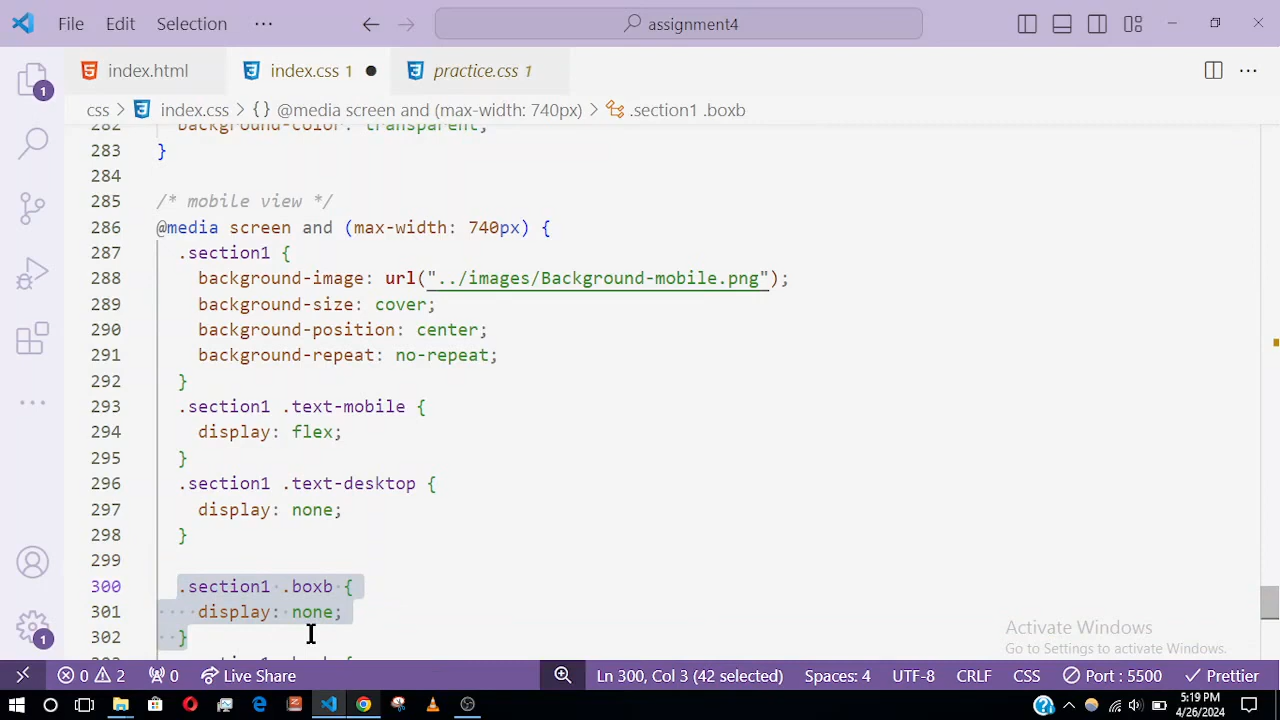 File Edit Selection ··· assignment4
index.html index.css 1 practice.css 1 ···
css > index.css > {} @media screen and (max-width: 740px) > .section1 .boxb
282 background-color: transparent;
283 }
284
285 /* mobile view */
286 @media screen and (max-width: 740px) {
287 .section1 {
288 background-image: url("../images/Background-mobile.png");
289 background-size: cover;
290 background-position: center;
291 background-repeat: no-repeat;
292 }
293 .section1 .text-mobile {
294 display: flex;
295 }
296 .section1 .text-desktop {
297 display: none;
298 }
299
300 .section1 .boxb {
301 display: none;
302 }
1
1
Activate Windows
Go to Settings to activate Windows.
0 2 0 Live Share Ln 300, Col 3 (42 selected) Spaces: 4 UTF-8 CRLF CSS Port : 5500 Prettier
5:19 PM
4/26/2024